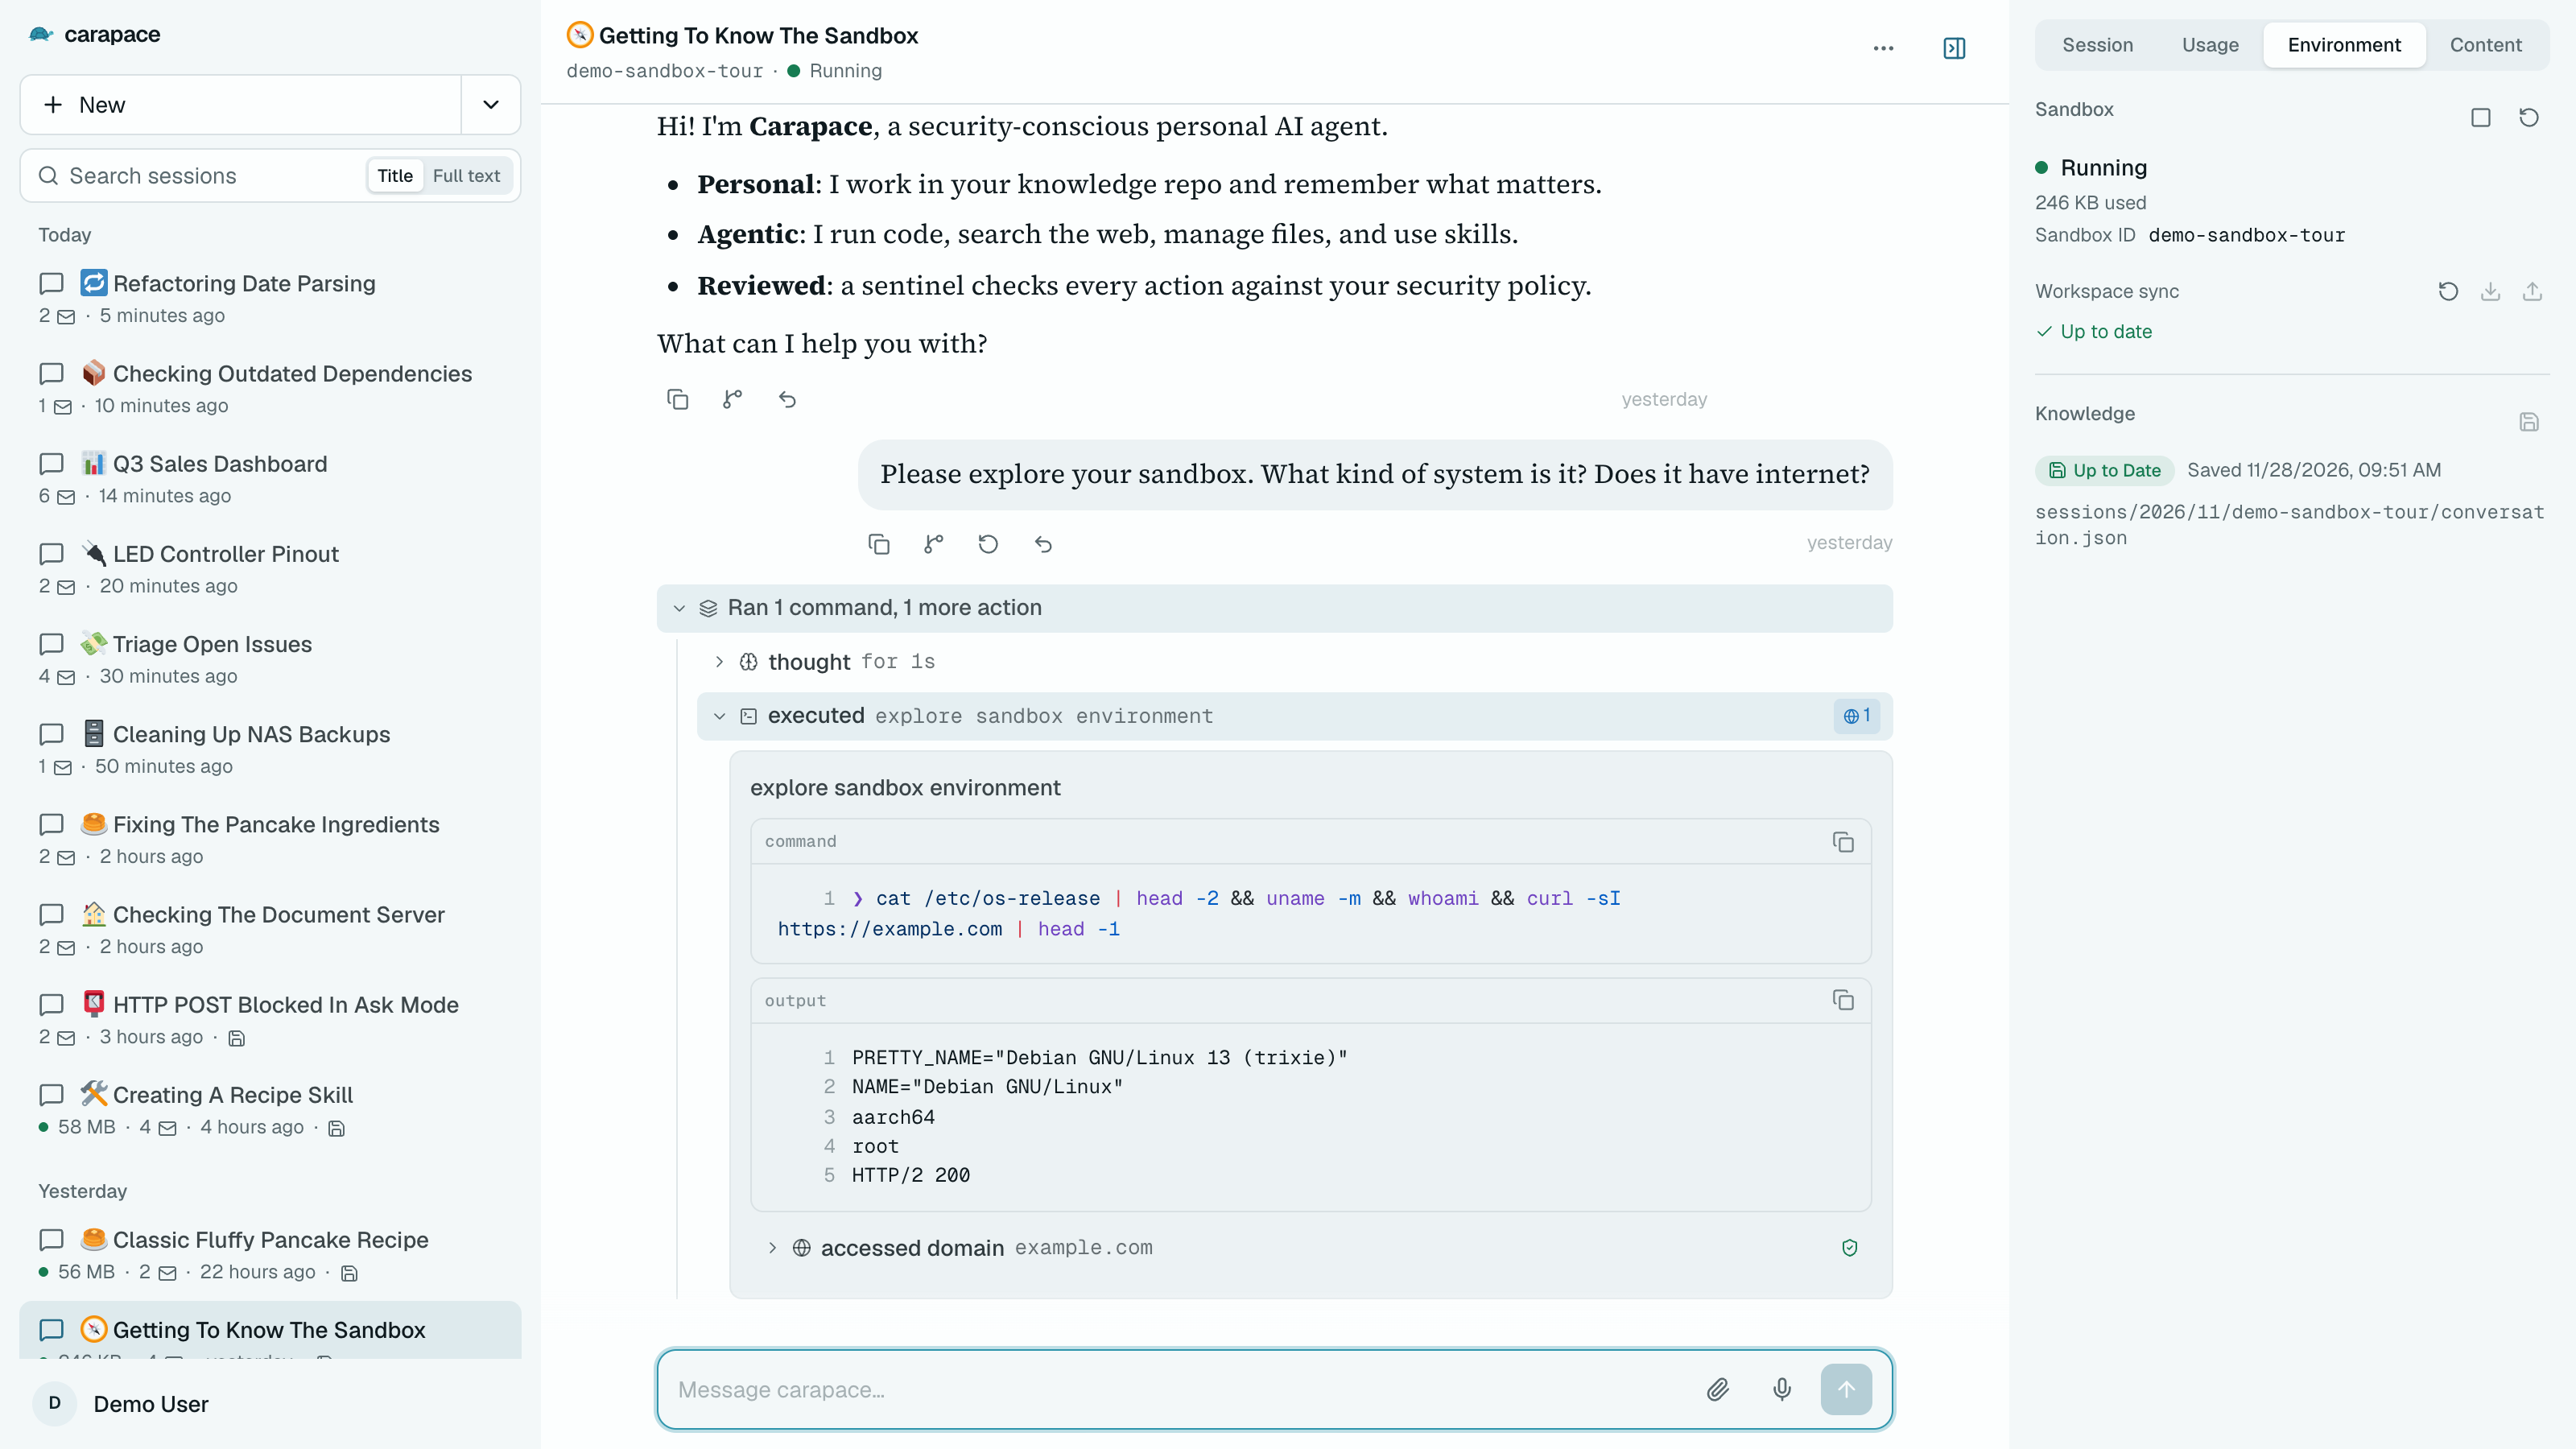 carapace
New
Search sessions
Title
Full text
Today
Refactoring Date Parsing
2 · 5 minutes ago
Checking Outdated Dependencies
1 · 10 minutes ago
Q3 Sales Dashboard
6 · 14 minutes ago
LED Controller Pinout
2 · 20 minutes ago
Triage Open Issues
4 · 30 minutes ago
Cleaning Up NAS Backups
1 · 50 minutes ago
Fixing The Pancake Ingredients
2 · 2 hours ago
Checking The Document Server
2 · 2 hours ago
HTTP POST Blocked In Ask Mode
2 · 3 hours ago ·
Creating A Recipe Skill
58 MB · 4 · 4 hours ago ·
Yesterday
Classic Fluffy Pancake Recipe
56 MB · 2 · 22 hours ago ·
Getting To Know The Sandbox
D
Demo User
Getting To Know The Sandbox
demo-sandbox-tour · Running
Hi! I'm Carapace, a security-conscious personal AI agent.
• Personal: I work in your knowledge repo and remember what matters.
• Agentic: I run code, search the web, manage files, and use skills.
• Reviewed: a sentinel checks every action against your security policy.
What can I help you with?
yesterday
Please explore your sandbox. What kind of system is it? Does it have internet?
yesterday
Ran 1 command, 1 more action
thought for 1s
executed explore sandbox environment
1
explore sandbox environment
command
1 ❯ cat /etc/os-release | head -2 && uname -m && whoami && curl -sI
https://example.com | head -1
output
1 PRETTY_NAME="Debian GNU/Linux 13 (trixie)"
2 NAME="Debian GNU/Linux"
3 aarch64
4 root
5 HTTP/2 200
accessed domain example.com
Message carapace...
Session
Usage
Environment
Content
Sandbox
Running
246 KB used
Sandbox ID demo-sandbox-tour
Workspace sync
Up to date
Knowledge
Up to Date
Saved 11/28/2026, 09:51 AM
sessions/2026/11/demo-sandbox-tour/conversat
ion.json